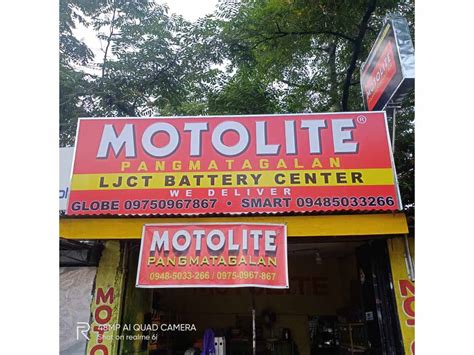 MOTOLITE®
PANGMATAGALAN
LJCT BATTERY CENTER
WE DELIVER
GLOBE 09750967867 • SMART 09485033266
MOTOLITE
PANGMATAGALAN
0948-5033-266 / 0975-0967-867
MOTOLITE
48MP AI QUAD CAMERA
Shot on realme 6i